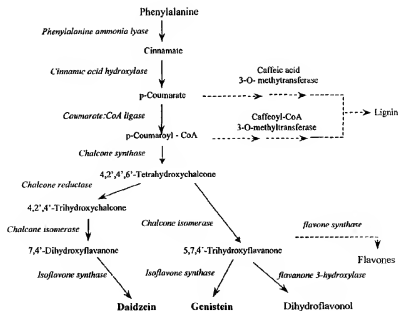 Phenylalanine
Phenylalanine ammonia lyase
Cinnamate
Cinnamic acid hydroxylase
Caffeic acid
3-O- methytransferase
p-Coumarate
Lignin
Coumarate:CoA ligase
Caffeoyl-CoA
3-O-methyltransferase
p-Coumaroyl - CoA
Chalcone synthase
4,2',4',6'-Tetrahydroxychalcone
Chalcone reductase
4,2',4'-Trihydroxychalcone
Chalcone isomerase
Chalcone isomerase
flavone synthase
7,4'-Dihydroxyflavanone
5,7,4'-Trihydroxyflavanone
Flavones
Isoflavone synthase
Isoflavone synthase
flavanone 3-hydroxylase
Daidzein
Genistein
Dihydroflavonol